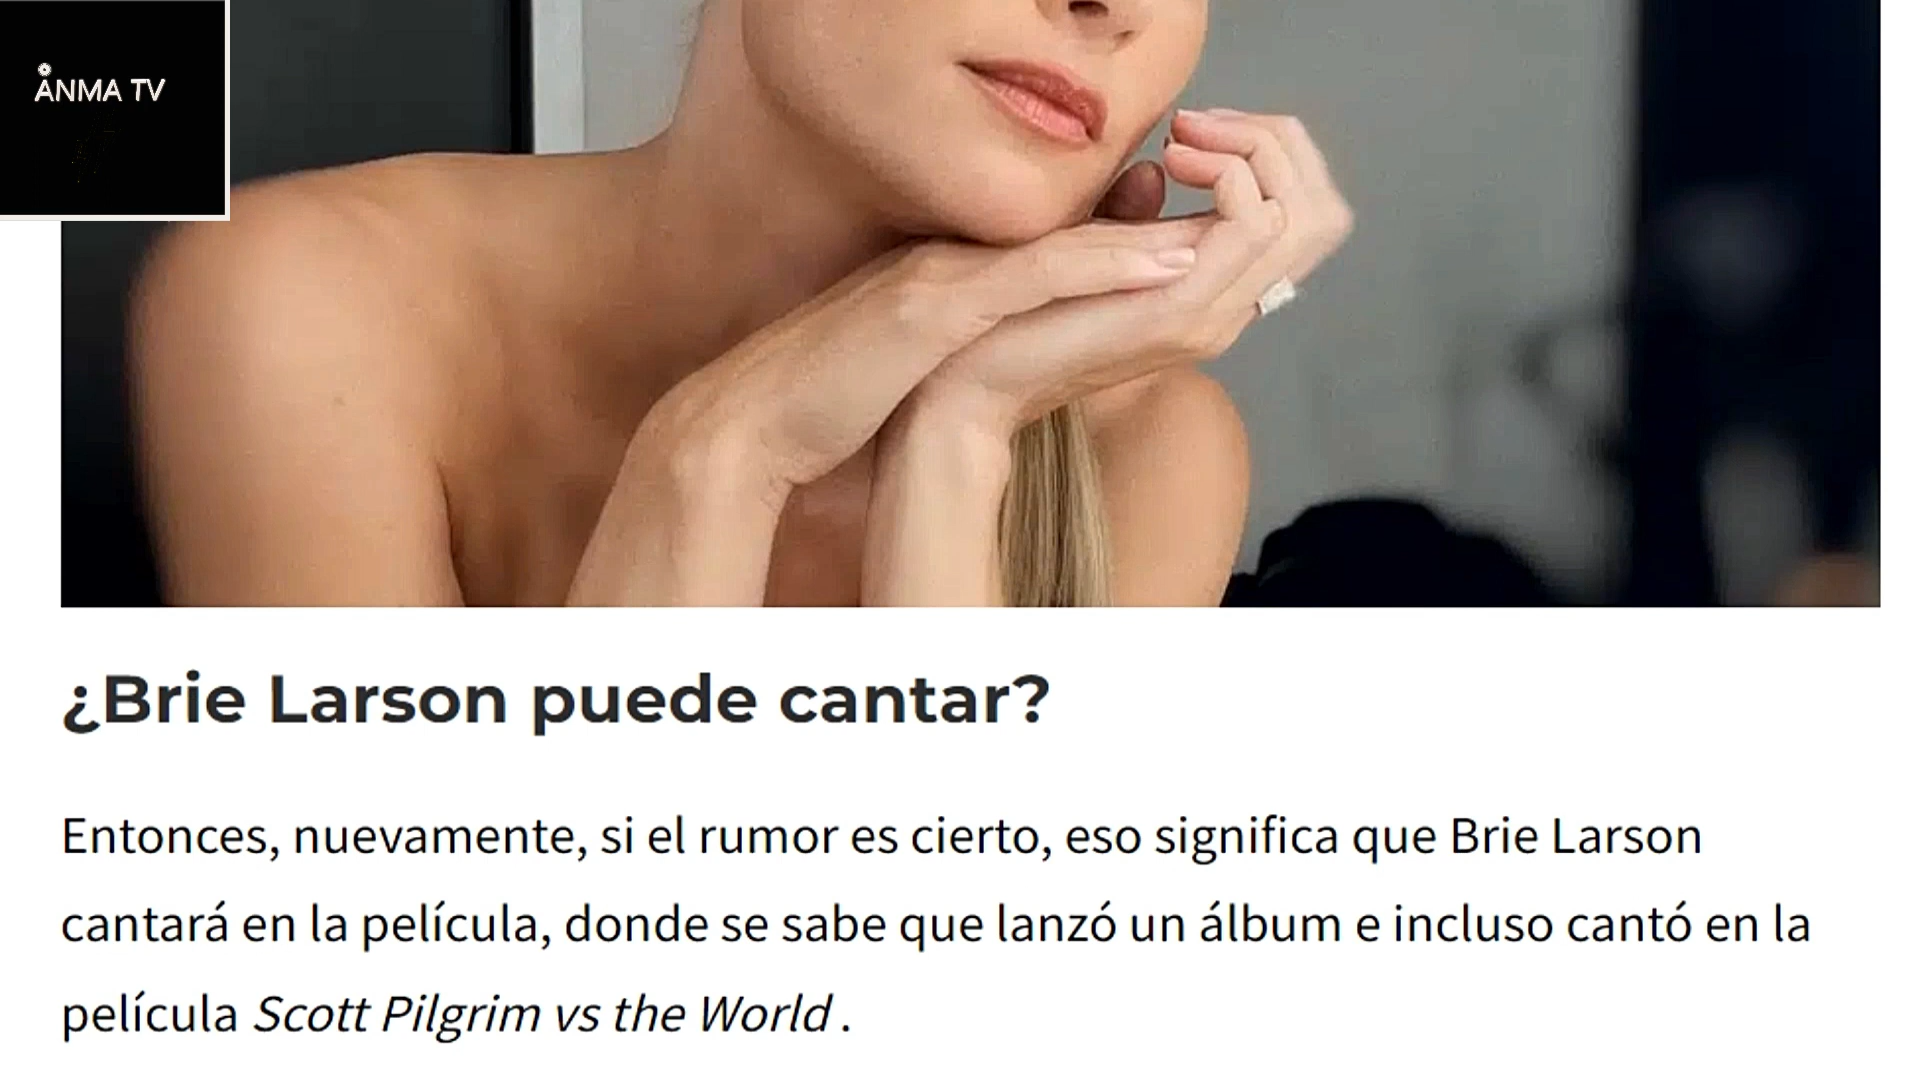 ÅNMA TV
¿Brie Larson puede cantar?
Entonces, nuevamente, si el rumor es cierto, eso significa que Brie Larson
cantará en la película, donde se sabe que lanzó un álbum e incluso cantó en la
película Scott Pilgrim vs the World .